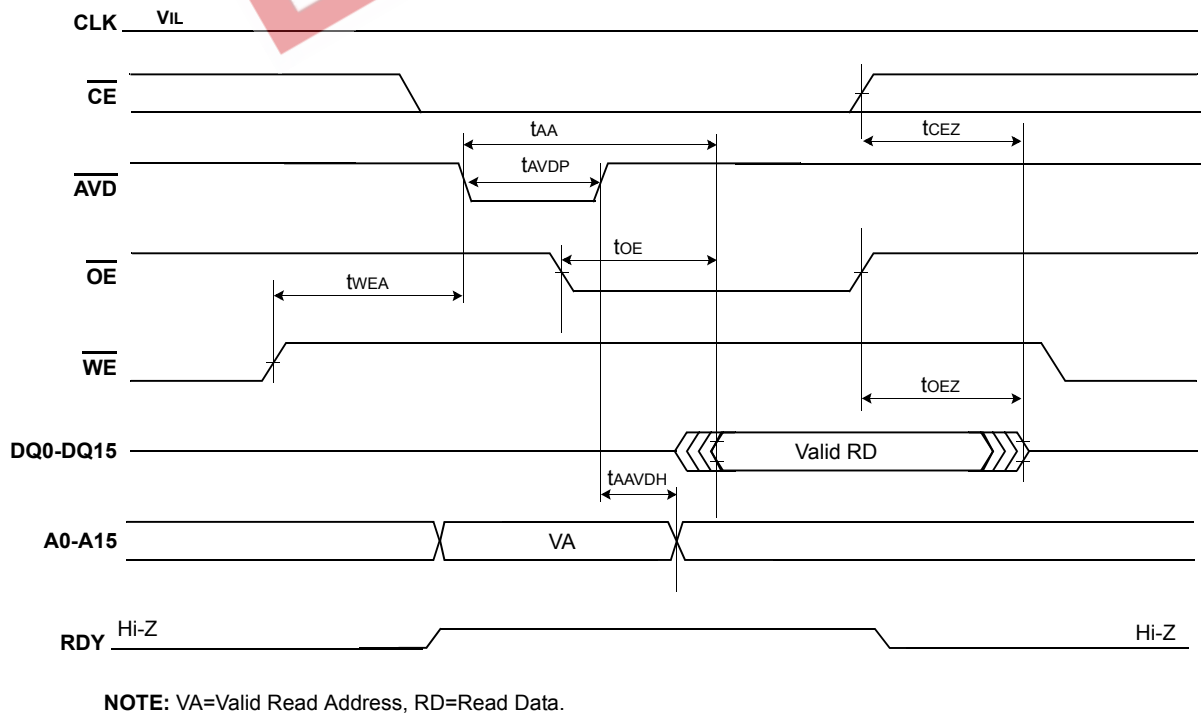 CLK VIL
CE
tAA
tCEZ
tAVDP
AVD
tOE
OE
tWEA
WE
tOEZ
DQ0-DQ15 Valid RD
tAAVDH
A0-A15 VA
RDY Hi-Z Hi-Z
NOTE: VA=Valid Read Address, RD=Read Data.